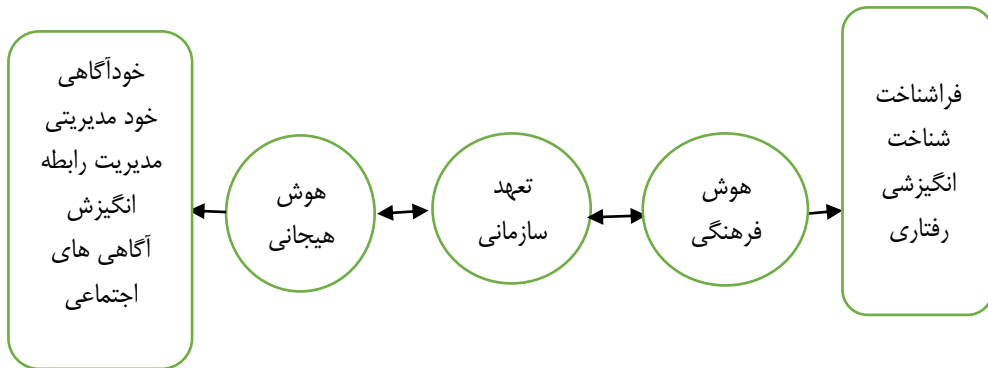 فراشناخت
شناخت
انگیزشی
رفتاری
هوش
فرهنگی
تعهد
سازمانی
هوش
هیجانی
خودآگاهی
خود مدیریتی
مدیریت رابطه
انگیزش
آگاهی های
اجتماعی